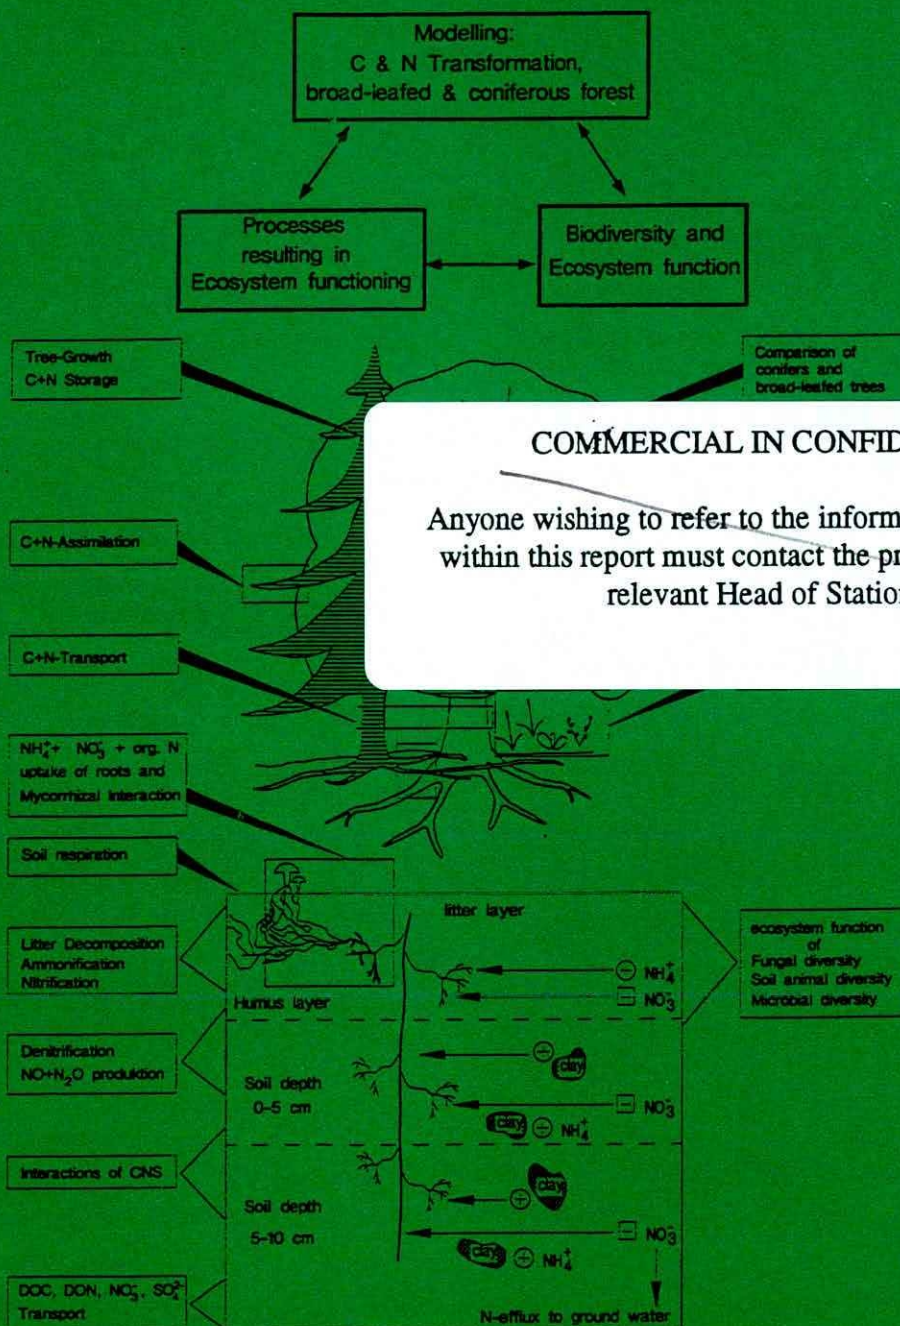 Modelling:
C & N Transformation,
broad-leafed & coniferous forest
Processes
resulting in
Ecosystem functioning
Biodiversity and
Ecosystem function
Tree-Growth
C+N Storage
Comparison of
conifers and
broad-leafed trees
COMMERCIAL IN CONFID
Anyone wishing to refer to the inform
within this report must contact the pr
relevant Head of Station
C+N-Assimilation
C+N-Transport
NH₄⁺+ NO₃⁻ + org. N
uptake of roots and
Mycorrhizal Interaction
Soil respiration
litter layer
Litter Decomposition
Ammonification
Nitrification
ecosystem function
of
Fungal diversity
Soil animal diversity
Microbial diversity
+ NH₄⁺
Humus layer
- NO₃⁻
Denitrification
NO+N₂O produktion
Soil depth
0-5 cm
+ clay
- NO₃⁻
clay + NH₄⁺
Interactions of CNS
Soil depth
5-10 cm
+ clay
- NO₃⁻
clay + NH₄⁺
DOC, DON, NO₃⁻, SO₄²⁻
Transport
N-efflux to ground water